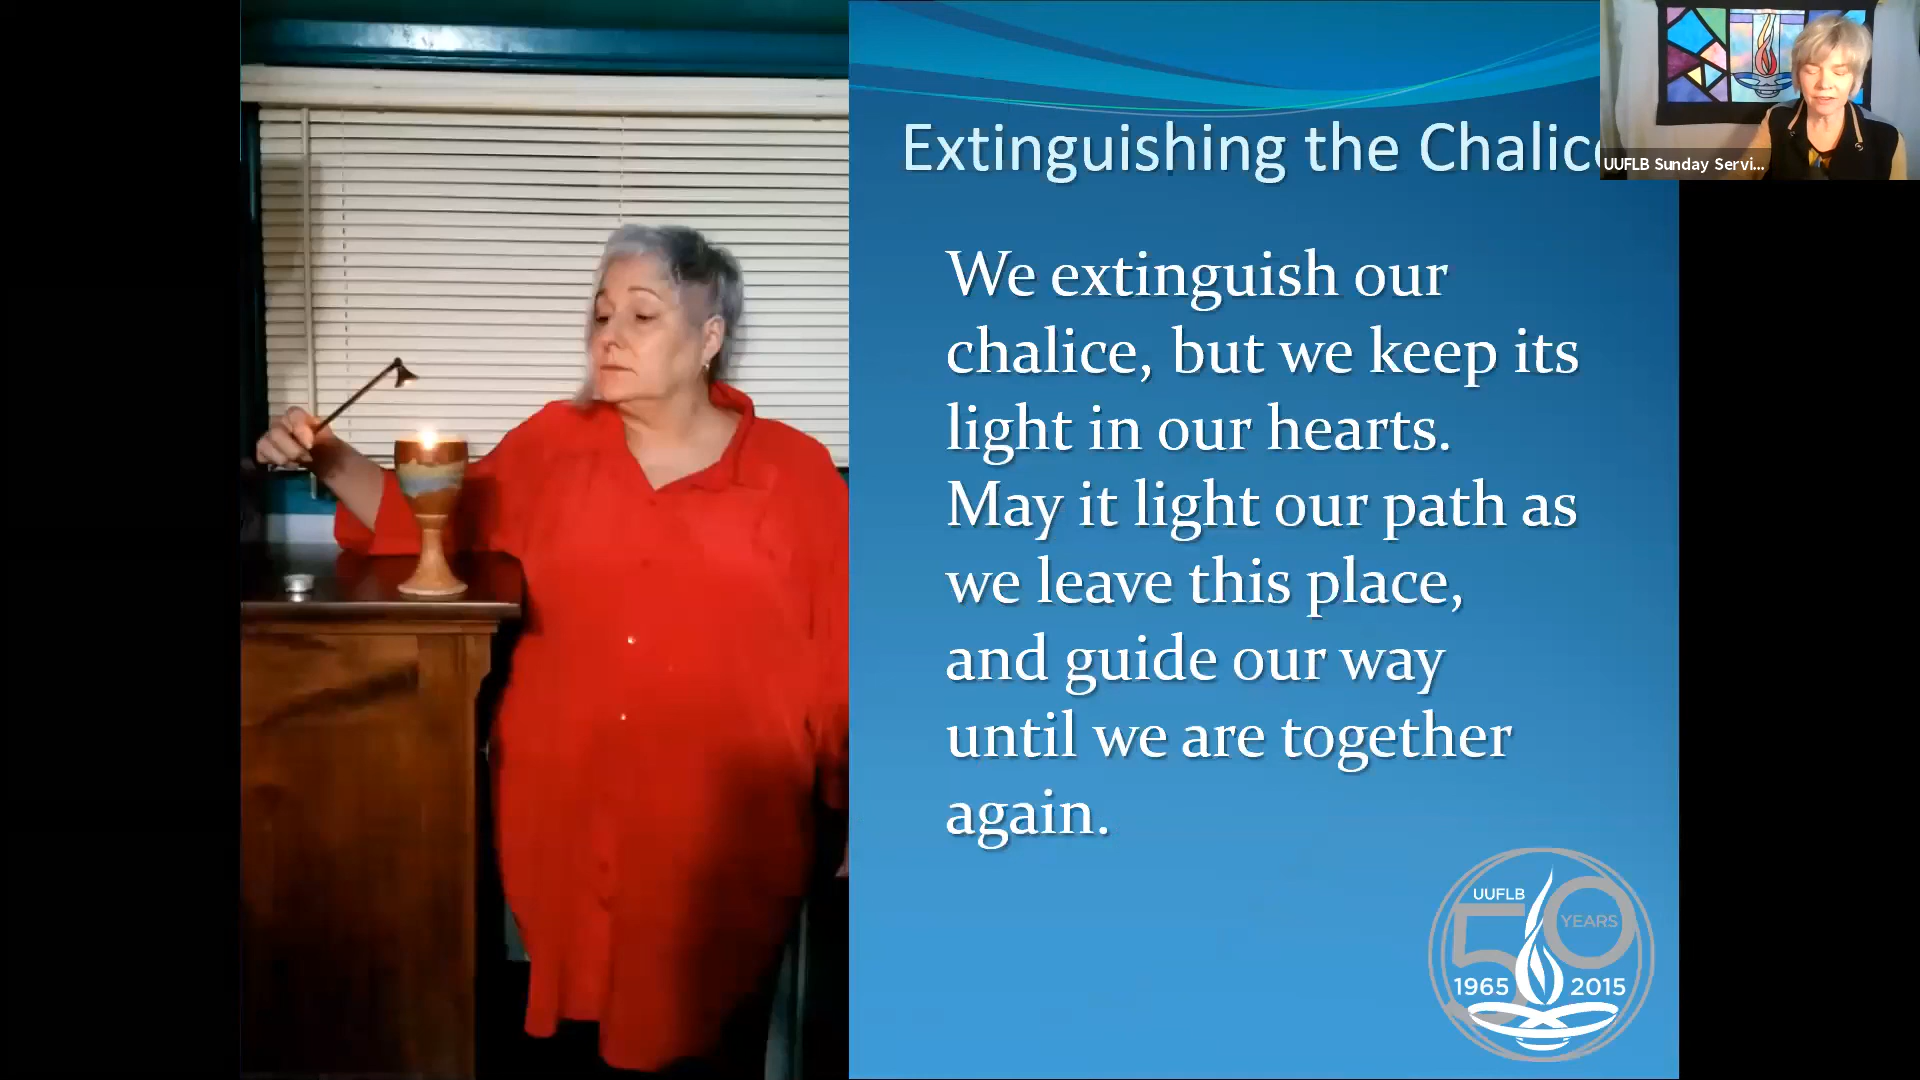 Extinguishing the Chalice
UUFLB Sunday Servi...
We extinguish our
chalice, but we keep its
light in our hearts.
May it light our path as
we leave this place,
and guide our way
until we are together
again.
UUFLB
50
YEARS
1965 2015